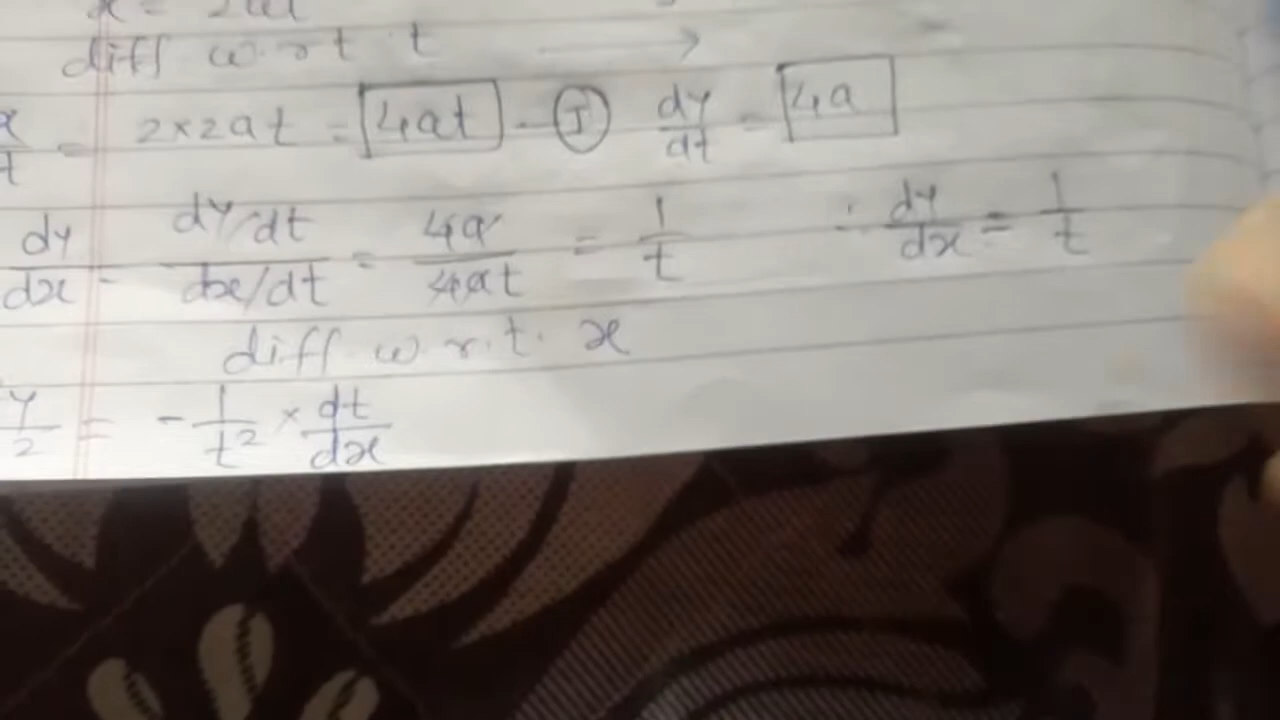 diff w.r.t t →
= 2×2at = 4at - I dy/dt = 4a
dy/dx = dy/dt / dx/dt = 4a/4at = 1/t ∴ dy/dx = 1/t
diff w.r.t. x
y/2 = - 1/t² × dt/dx